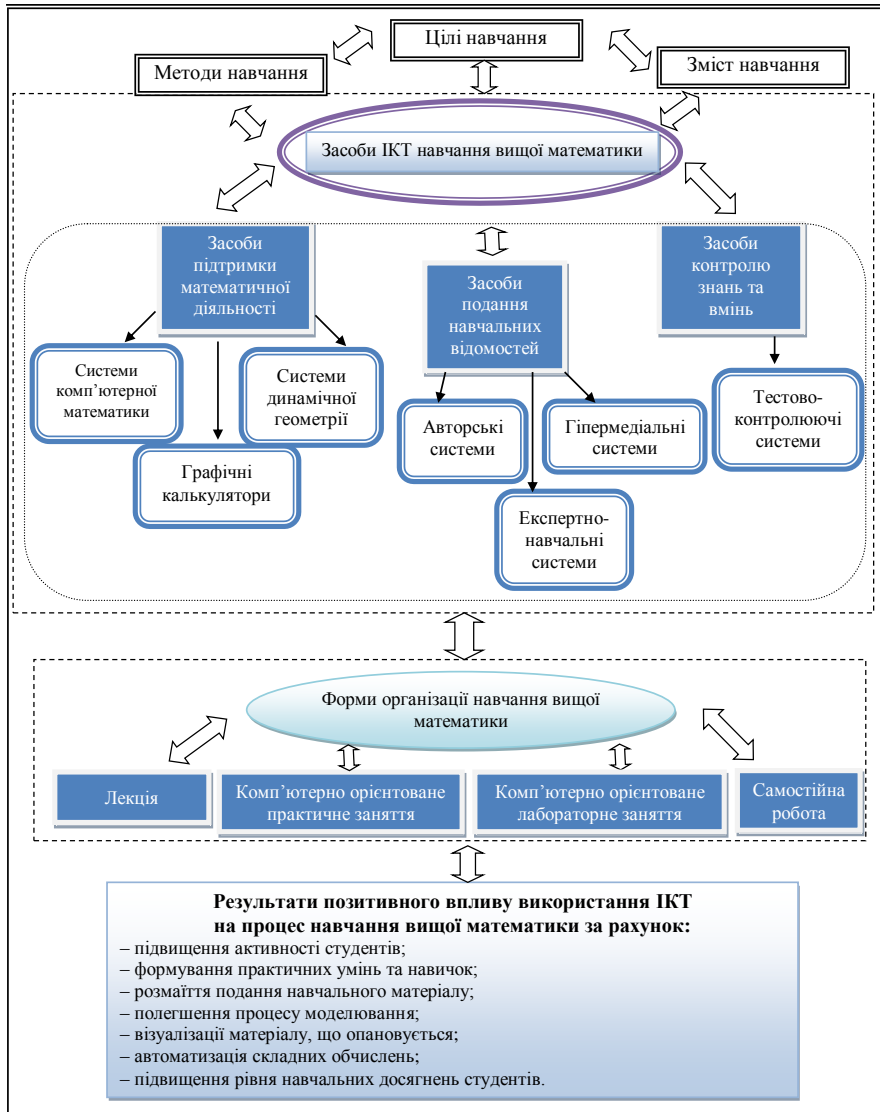 Цілі навчання
Методи навчання
Зміст навчання
Засоби ІКТ навчання вищої математики
Засоби
підтримки
математичної
діяльності
Засоби
подання
навчальних
відомостей
Засоби
контролю
знань та
вмінь
Системи
комп’ютерної
математики
Системи
динамічної
геометрії
Графічні
калькулятори
Авторські
системи
Гіпермедіальні
системи
Експертно-
навчальні
системи
Тестово-
контролюючі
системи
Форми організації навчання вищої
математики
Лекція
Комп’ютерно орієнтоване
практичне заняття
Комп’ютерно орієнтоване
лабораторне заняття
Самостійна
робота
Результати позитивного впливу використання ІКТ
на процес навчання вищої математики за рахунок:
– підвищення активності студентів;
– формування практичних умінь та навичок;
– розмаїття подання навчального матеріалу;
– полегшення процесу моделювання;
– візуалізації матеріалу, що опановується;
– автоматизація складних обчислень;
– підвищення рівня навчальних досягнень студентів.